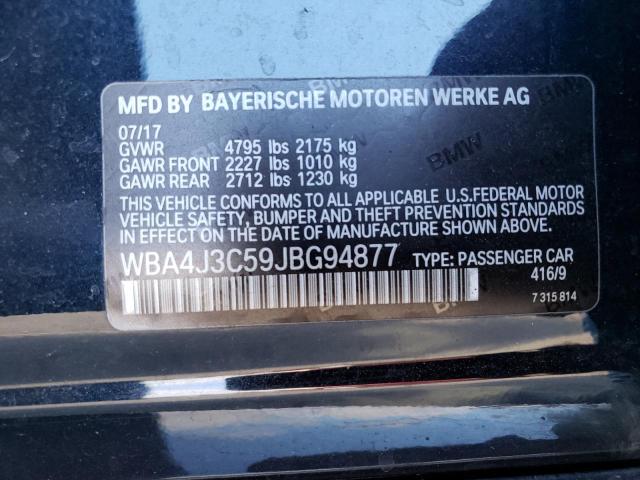 MFD BY BAYERISCHE MOTOREN WERKE AG
07/17
GVWR 4795 lbs 2175 kg
GAWR FRONT 2227 lbs 1010 kg
GAWR REAR 2712 lbs 1230 kg
THIS VEHICLE CONFORMS TO ALL APPLICABLE U.S.FEDERAL MOTOR
VEHICLE SAFETY, BUMPER AND THEFT PREVENTION STANDARDS
IN EFFECT ON THE DATE OF MANUFACTURE SHOWN ABOVE.
WBA4J3C59JBG94877 TYPE: PASSENGER CAR
416/9
7 315 814